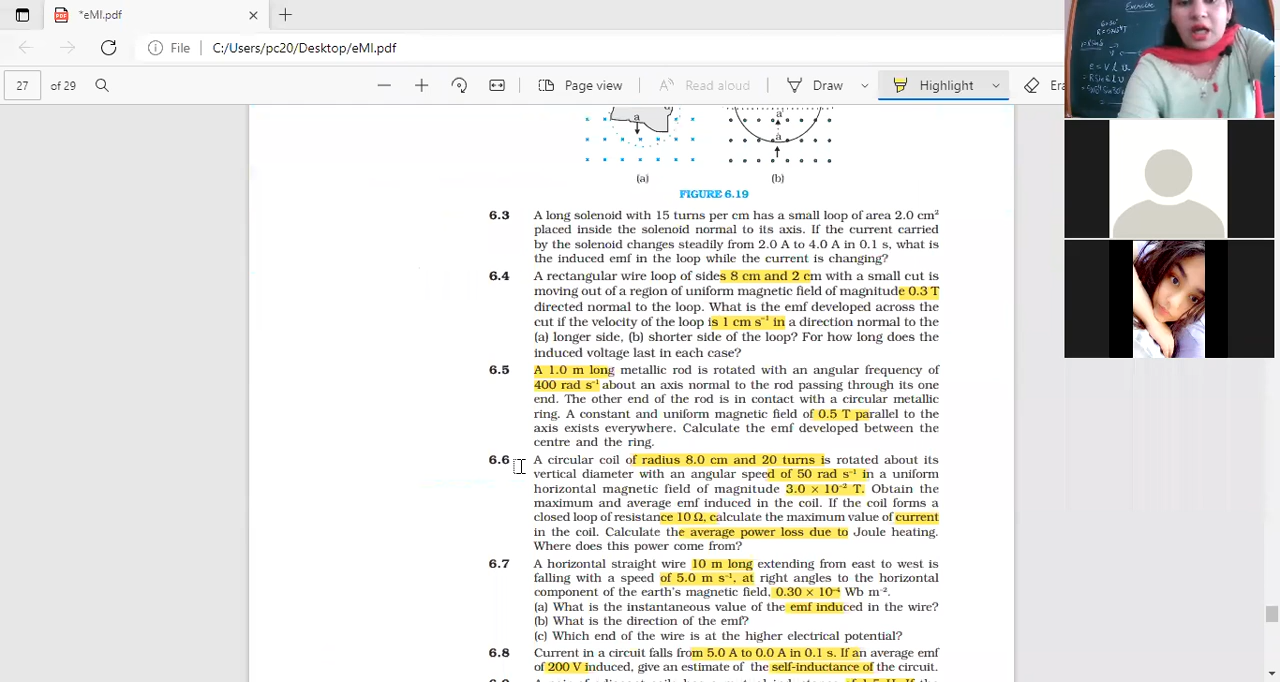 *eMI.pdf
File C:/Users/pc20/Desktop/eMI.pdf
27 of 29 Page view Read aloud Draw Highlight Era
Exercise
a
a
a
(a) (b)
FIGURE 6.19
6.3 A long solenoid with 15 turns per cm has a small loop of area 2.0 cm²
placed inside the solenoid normal to its axis. If the current carried
by the solenoid changes steadily from 2.0 A to 4.0 A in 0.1 s, what is
the induced emf in the loop while the current is changing?
6.4 A rectangular wire loop of sides 8 cm and 2 cm with a small cut is
moving out of a region of uniform magnetic field of magnitude 0.3 T
directed normal to the loop. What is the emf developed across the
cut if the velocity of the loop is 1 cm s⁻¹ in a direction normal to the
(a) longer side, (b) shorter side of the loop? For how long does the
induced voltage last in each case?
6.5 A 1.0 m long metallic rod is rotated with an angular frequency of
400 rad s⁻¹ about an axis normal to the rod passing through its one
end. The other end of the rod is in contact with a circular metallic
ring. A constant and uniform magnetic field of 0.5 T parallel to the
axis exists everywhere. Calculate the emf developed between the
centre and the ring.
6.6 A circular coil of radius 8.0 cm and 20 turns is rotated about its
vertical diameter with an angular speed of 50 rad s⁻¹ in a uniform
horizontal magnetic field of magnitude 3.0 × 10⁻² T. Obtain the
maximum and average emf induced in the coil. If the coil forms a
closed loop of resistance 10 Ω, calculate the maximum value of current
in the coil. Calculate the average power loss due to Joule heating.
Where does this power come from?
6.7 A horizontal straight wire 10 m long extending from east to west is
falling with a speed of 5.0 m s⁻¹, at right angles to the horizontal
component of the earth's magnetic field, 0.30 × 10⁻⁴ Wb m⁻².
(a) What is the instantaneous value of the emf induced in the wire?
(b) What is the direction of the emf?
(c) Which end of the wire is at the higher electrical potential?
6.8 Current in a circuit falls from 5.0 A to 0.0 A in 0.1 s. If an average emf
of 200 V induced, give an estimate of the self-inductance of the circuit.